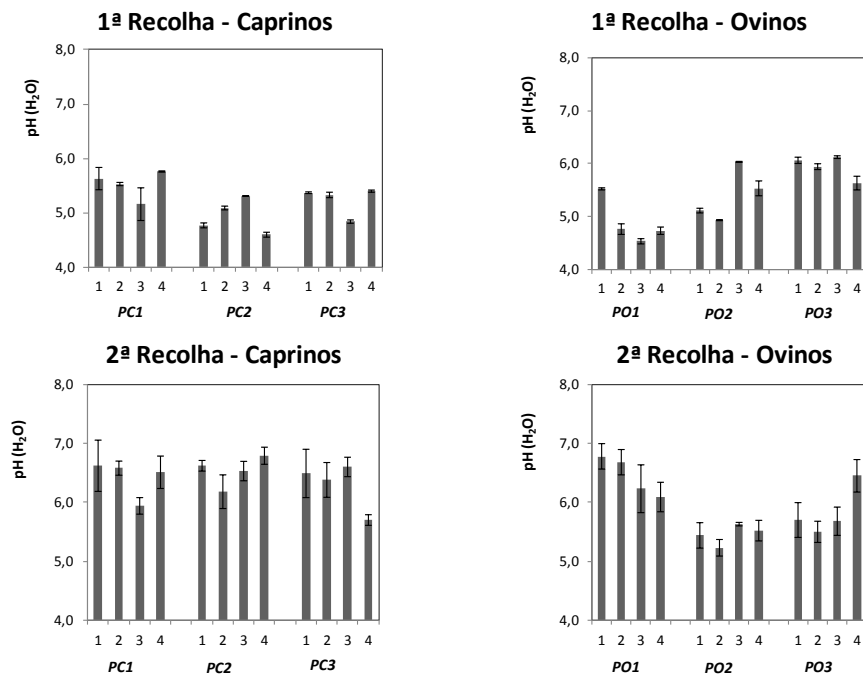 1ª Recolha - Caprinos
8,0
7,0
6,0
5,0
4,0
pH (H₂O)
1 2 3 4 1 2 3 4 1 2 3 4
PC1 PC2 PC3
1ª Recolha - Ovinos
8,0
7,0
6,0
5,0
4,0
pH (H₂O)
1 2 3 4 1 2 3 4 1 2 3 4
PO1 PO2 PO3
2ª Recolha - Caprinos
8,0
7,0
6,0
5,0
4,0
pH (H₂O)
1 2 3 4 1 2 3 4 1 2 3 4
PC1 PC2 PC3
2ª Recolha - Ovinos
8,0
7,0
6,0
5,0
4,0
pH (H₂O)
1 2 3 4 1 2 3 4 1 2 3 4
PO1 PO2 PO3